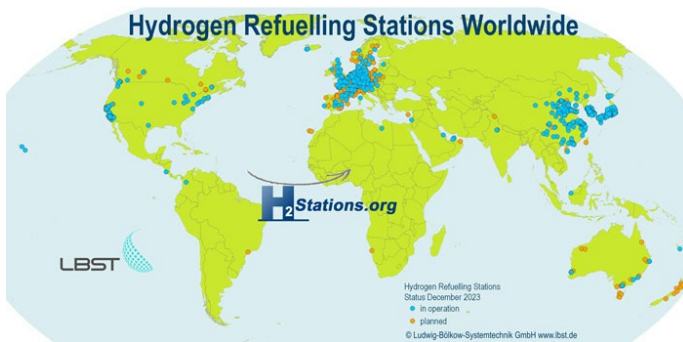 Hydrogen Refuelling Stations Worldwide
H2Stations.org
LBST
Hydrogen Refuelling Stations
Status December 2023
in operation
planned
© Ludwig-Bölkow-Systemtechnik GmbH www.lbst.de